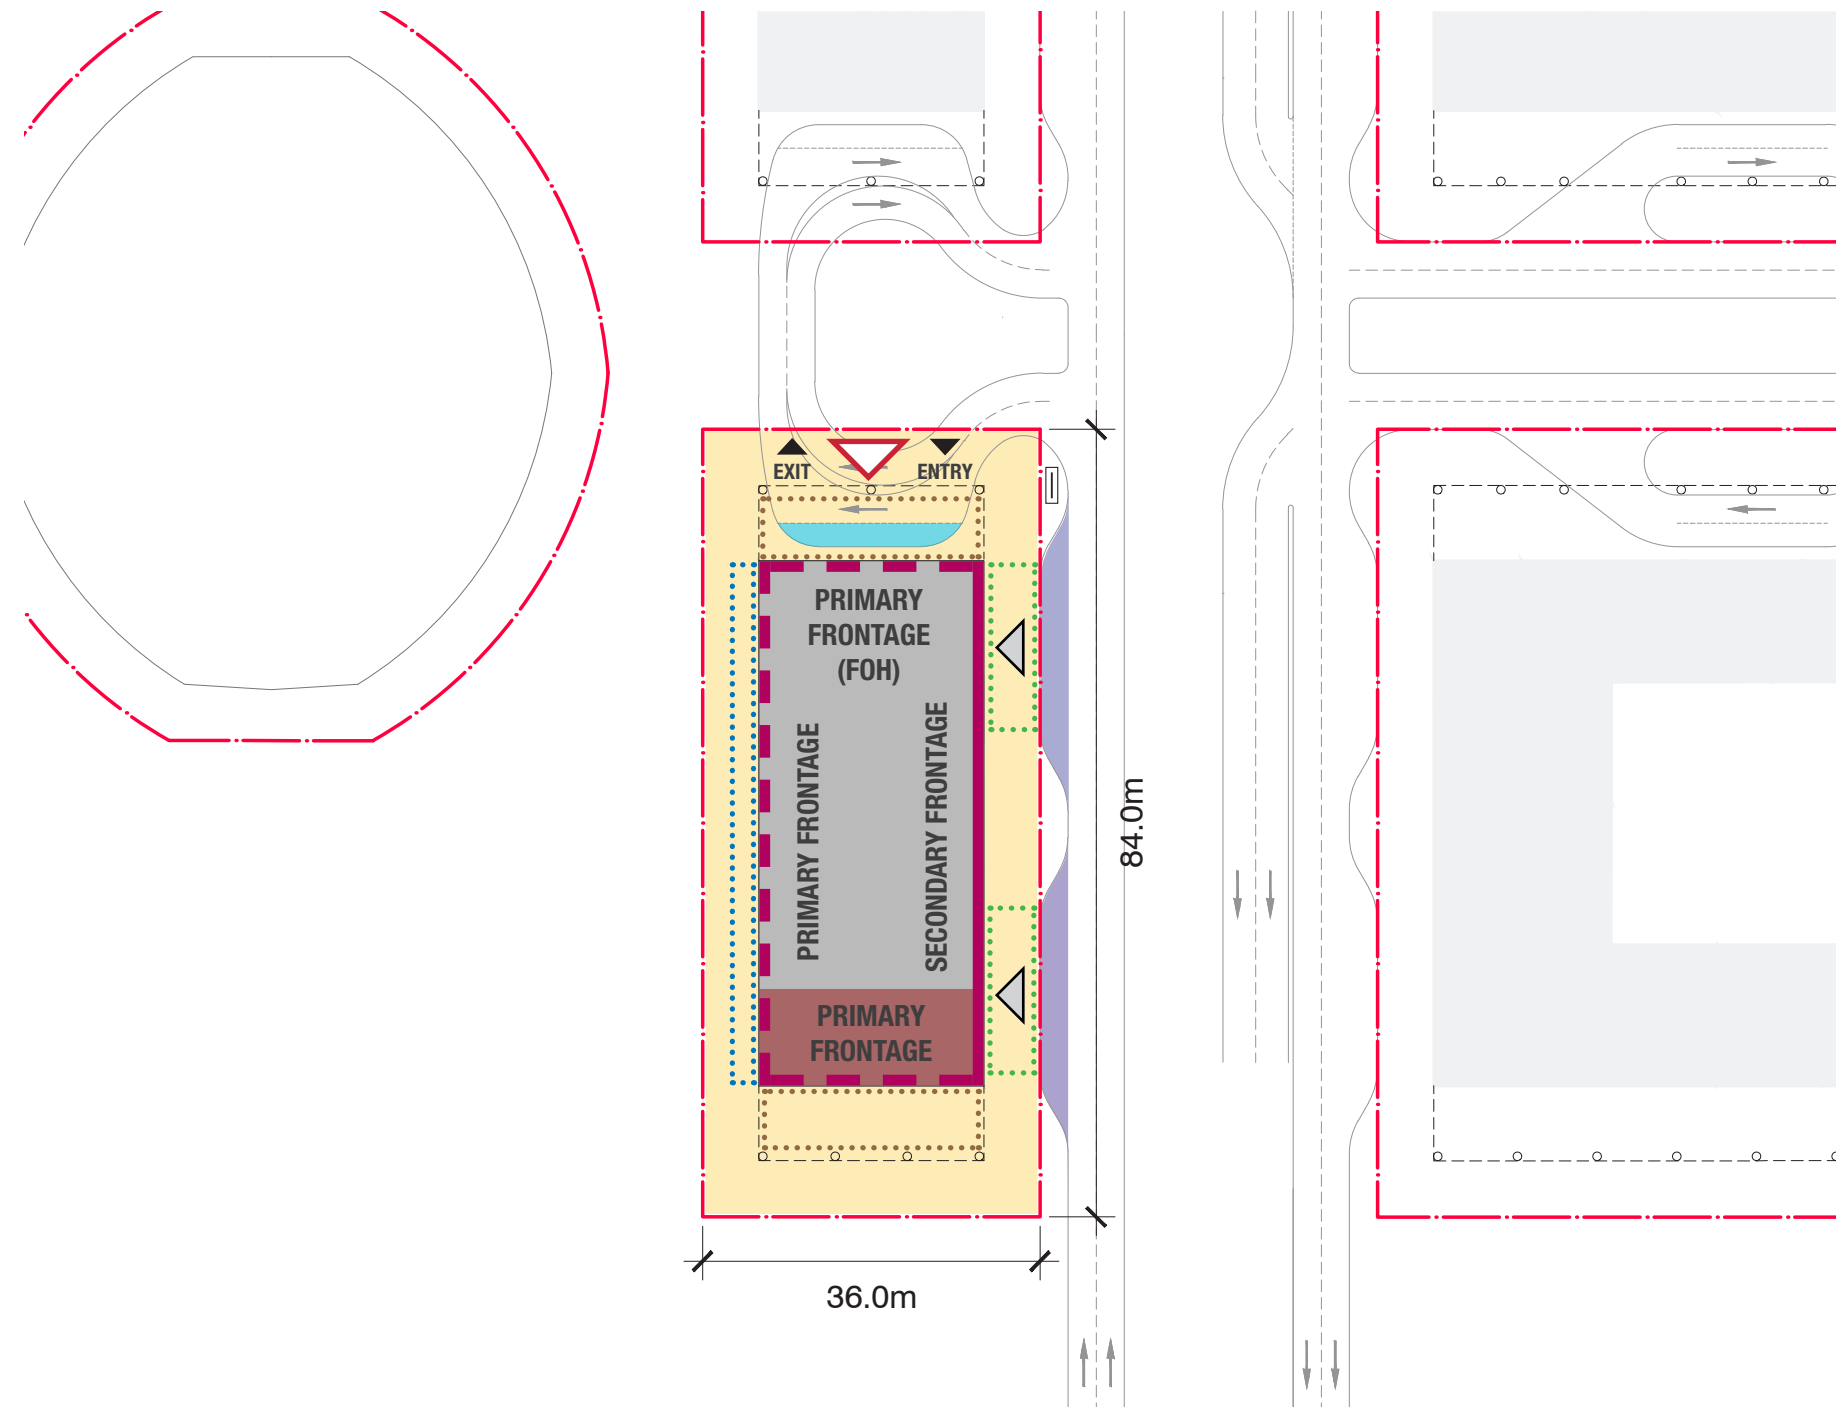 EXIT
ENTRY
PRIMARY
FRONTAGE
(FOH)
PRIMARY FRONTAGE
SECONDARY FRONTAGE
84.0m
PRIMARY
FRONTAGE
36.0m